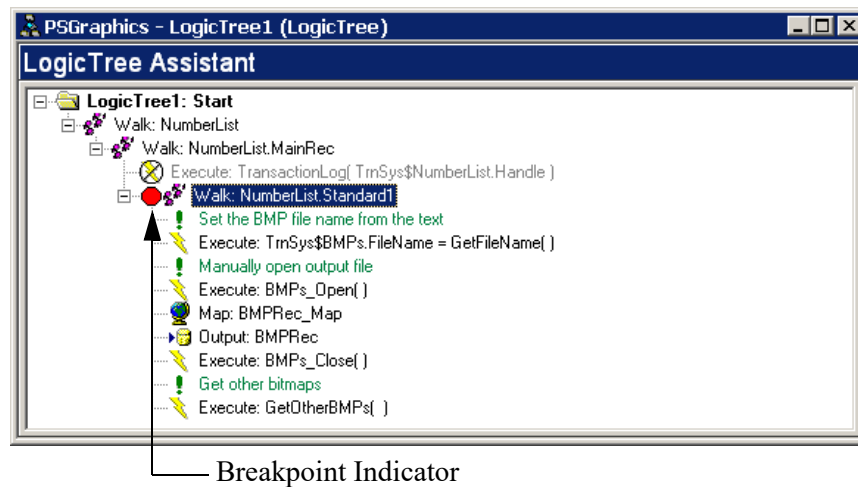 PSGraphics - LogicTree1 (LogicTree)
LogicTree Assistant
LogicTree1: Start
Walk: NumberList
Walk: NumberList.MainRec
Execute: TransactionLog( TrnSys$NumberList.Handle )
Walk: NumberList.Standard1
Set the BMP file name from the text
Execute: TrnSys$BMPs.FileName = GetFileName( )
Manually open output file
Execute: BMPs_Open( )
Map: BMPRec_Map
Output: BMPRec
Execute: BMPs_Close( )
Get other bitmaps
Execute: GetOtherBMPs( )
Breakpoint Indicator